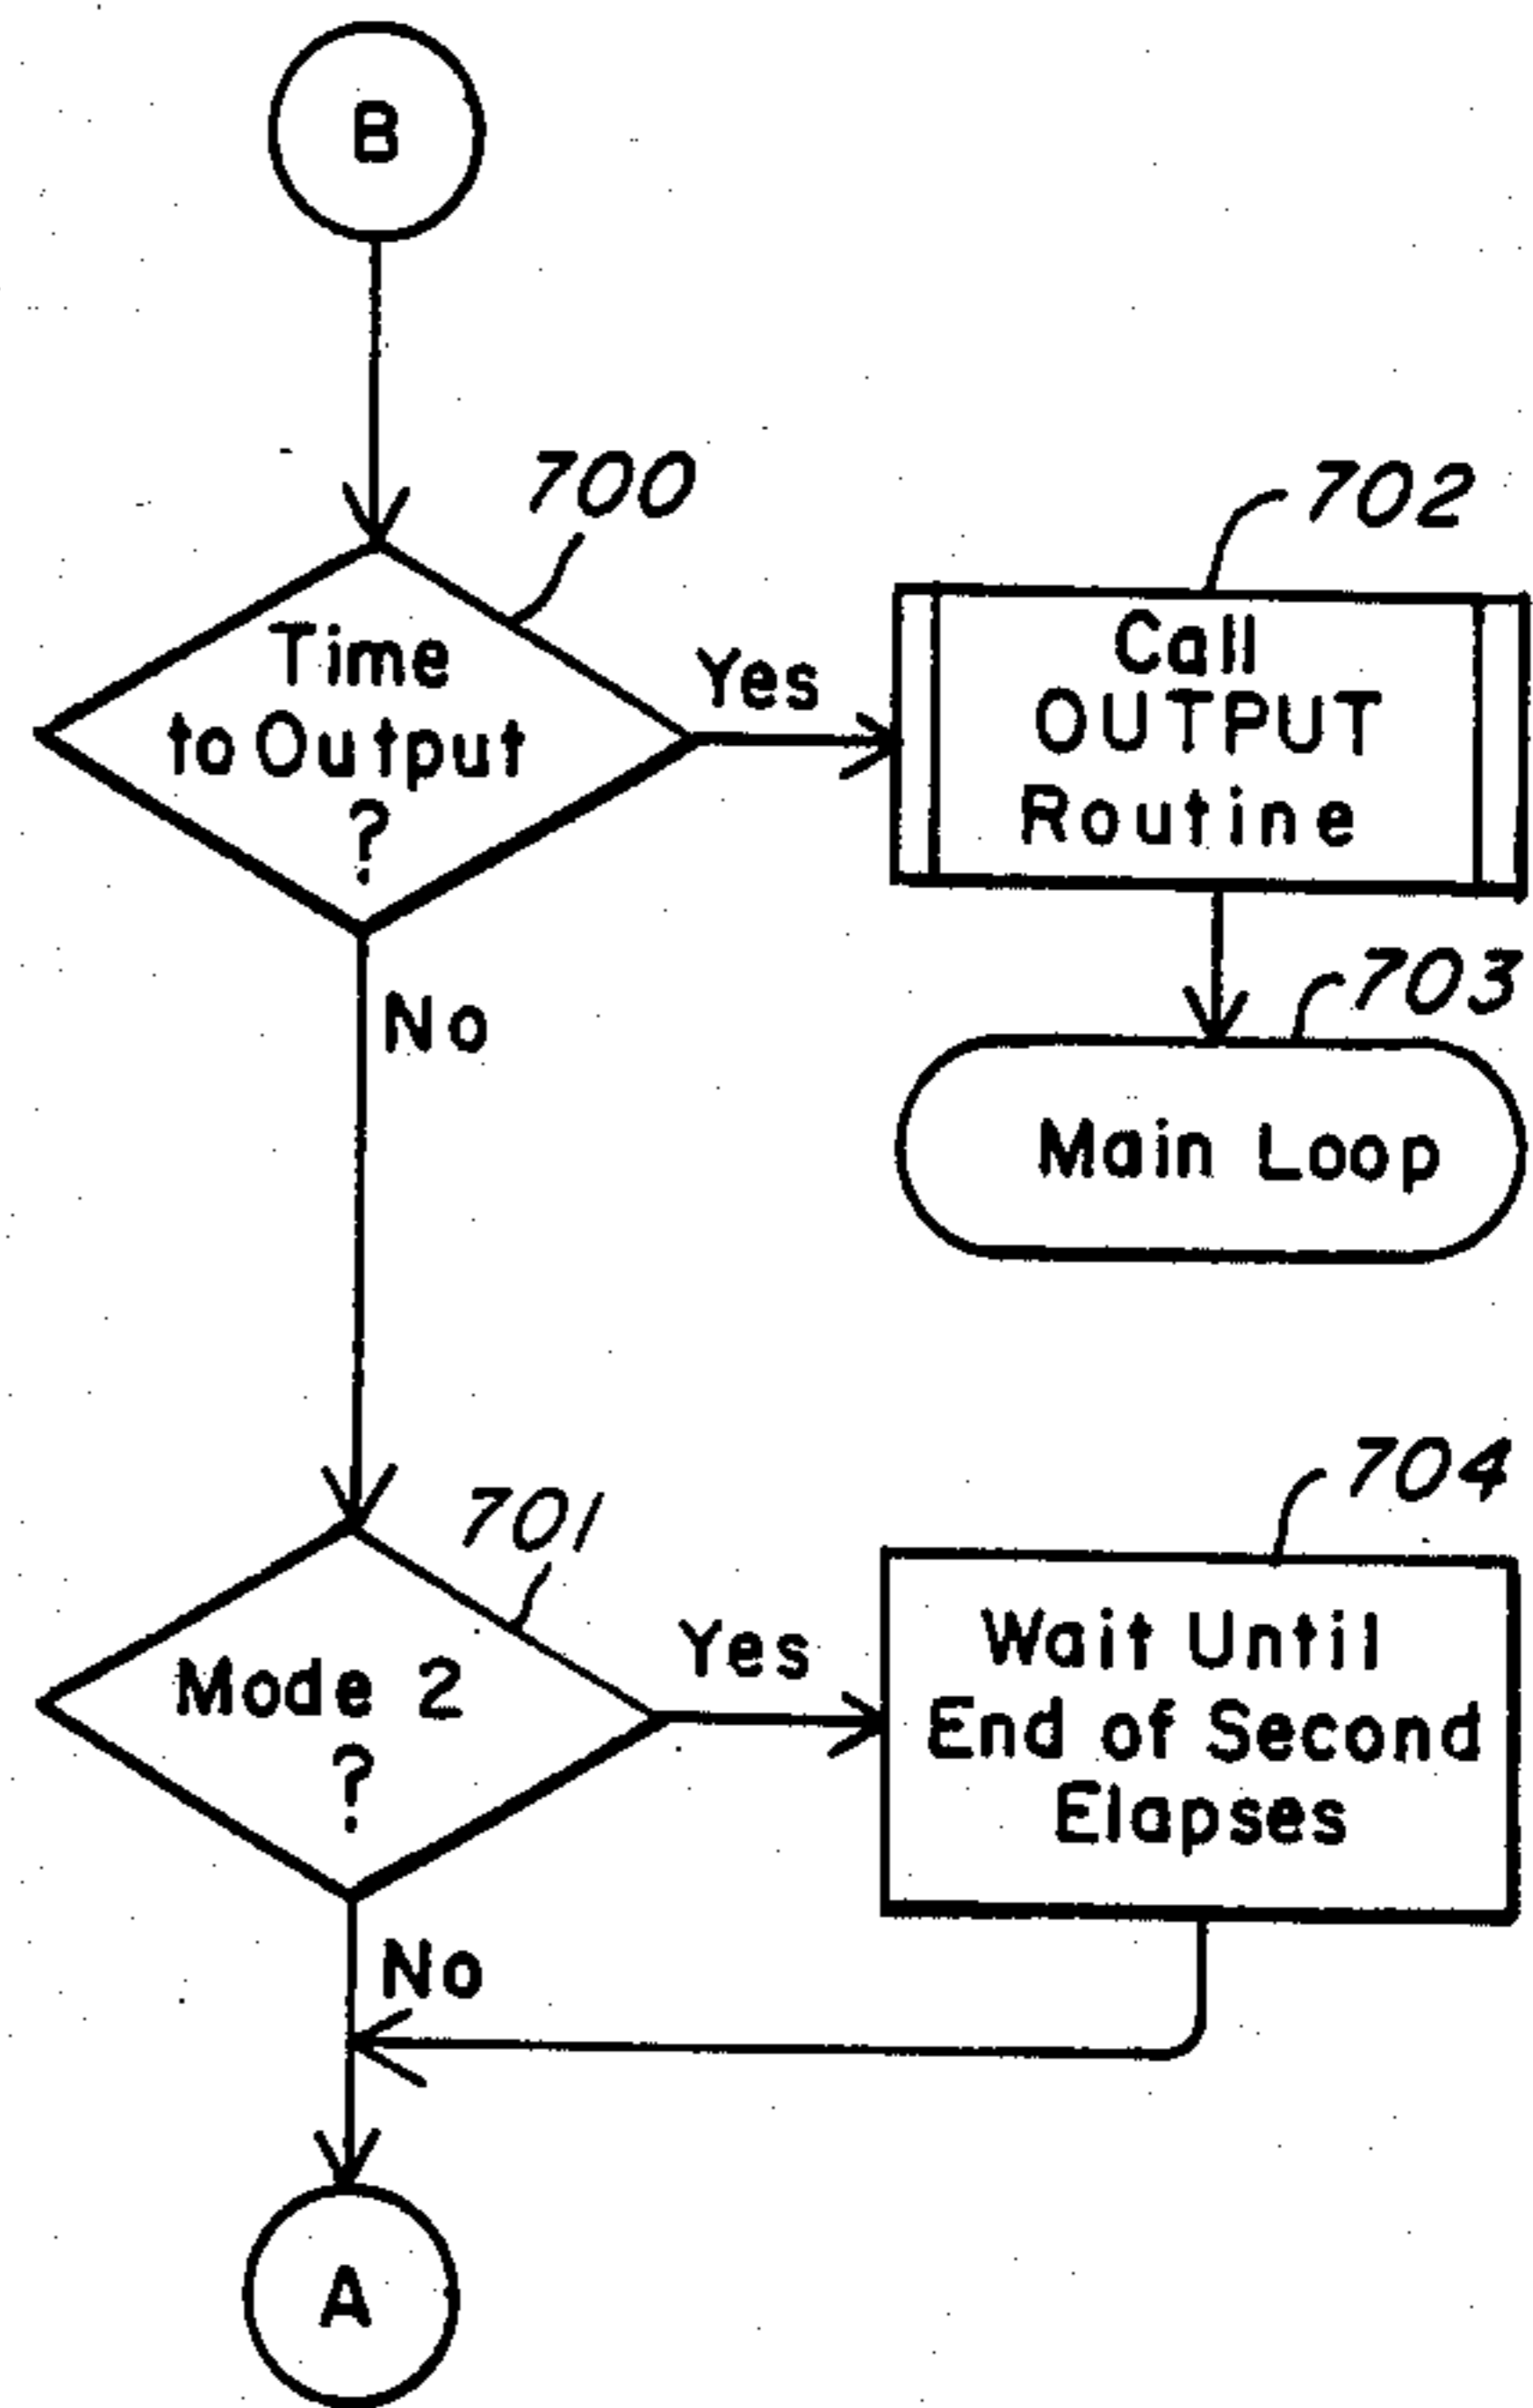 B
700
Time
to Output
?
Yes
702
Call
OUTPUT
Routine
No
703
Main Loop
701
Mode 2
?
Yes
704
Wait Until
End of Second
Elapses
No
A